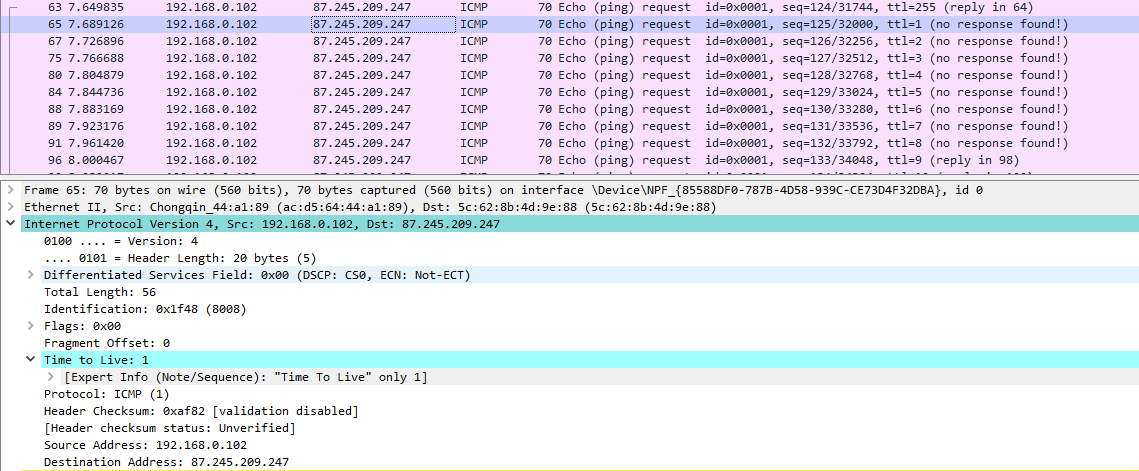 63 7.649835 192.168.0.102 87.245.209.247 ICMP 70 Echo (ping) request id=0x0001, seq=124/31744, ttl=255 (reply in 64)
65 7.689126 192.168.0.102 87.245.209.247 ICMP 70 Echo (ping) request id=0x0001, seq=125/32000, ttl=1 (no response found!)
67 7.726896 192.168.0.102 87.245.209.247 ICMP 70 Echo (ping) request id=0x0001, seq=126/32256, ttl=2 (no response found!)
75 7.766688 192.168.0.102 87.245.209.247 ICMP 70 Echo (ping) request id=0x0001, seq=127/32512, ttl=3 (no response found!)
80 7.804879 192.168.0.102 87.245.209.247 ICMP 70 Echo (ping) request id=0x0001, seq=128/32768, ttl=4 (no response found!)
84 7.844736 192.168.0.102 87.245.209.247 ICMP 70 Echo (ping) request id=0x0001, seq=129/33024, ttl=5 (no response found!)
88 7.883169 192.168.0.102 87.245.209.247 ICMP 70 Echo (ping) request id=0x0001, seq=130/33280, ttl=6 (no response found!)
89 7.923176 192.168.0.102 87.245.209.247 ICMP 70 Echo (ping) request id=0x0001, seq=131/33536, ttl=7 (no response found!)
91 7.961420 192.168.0.102 87.245.209.247 ICMP 70 Echo (ping) request id=0x0001, seq=132/33792, ttl=8 (no response found!)
96 8.000467 192.168.0.102 87.245.209.247 ICMP 70 Echo (ping) request id=0x0001, seq=133/34048, ttl=9 (reply in 98)
Frame 65: 70 bytes on wire (560 bits), 70 bytes captured (560 bits) on interface \Device\NPF_{85588DF0-787B-4D58-939C-CE73D4F32DBA}, id 0
Ethernet II, Src: Chongqin_44:a1:89 (ac:d5:64:44:a1:89), Dst: 5c:62:8b:4d:9e:88 (5c:62:8b:4d:9e:88)
Internet Protocol Version 4, Src: 192.168.0.102, Dst: 87.245.209.247
0100 .... = Version: 4
.... 0101 = Header Length: 20 bytes (5)
Differentiated Services Field: 0x00 (DSCP: CS0, ECN: Not-ECT)
Total Length: 56
Identification: 0x1f48 (8008)
Flags: 0x00
Fragment Offset: 0
Time to Live: 1
[Expert Info (Note/Sequence): "Time To Live" only 1]
Protocol: ICMP (1)
Header Checksum: 0xaf82 [validation disabled]
[Header checksum status: Unverified]
Source Address: 192.168.0.102
Destination Address: 87.245.209.247